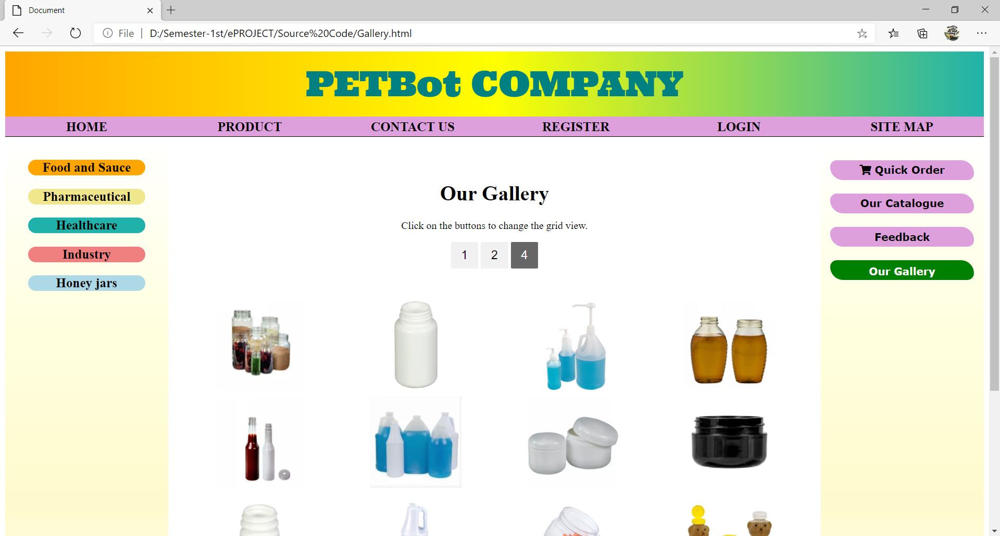 Document
File
D:/Semester-1st/ePROJECT/Source%20Code/Gallery.html
PETBot COMPANY
HOME PRODUCT CONTACT US REGISTER LOGIN SITE MAP
Food and Sauce
Pharmaceutical
Healthcare
Industry
Honey jars
Our Gallery
Click on the buttons to change the grid view.
1 2 4
Quick Order
Our Catalogue
Feedback
Our Gallery